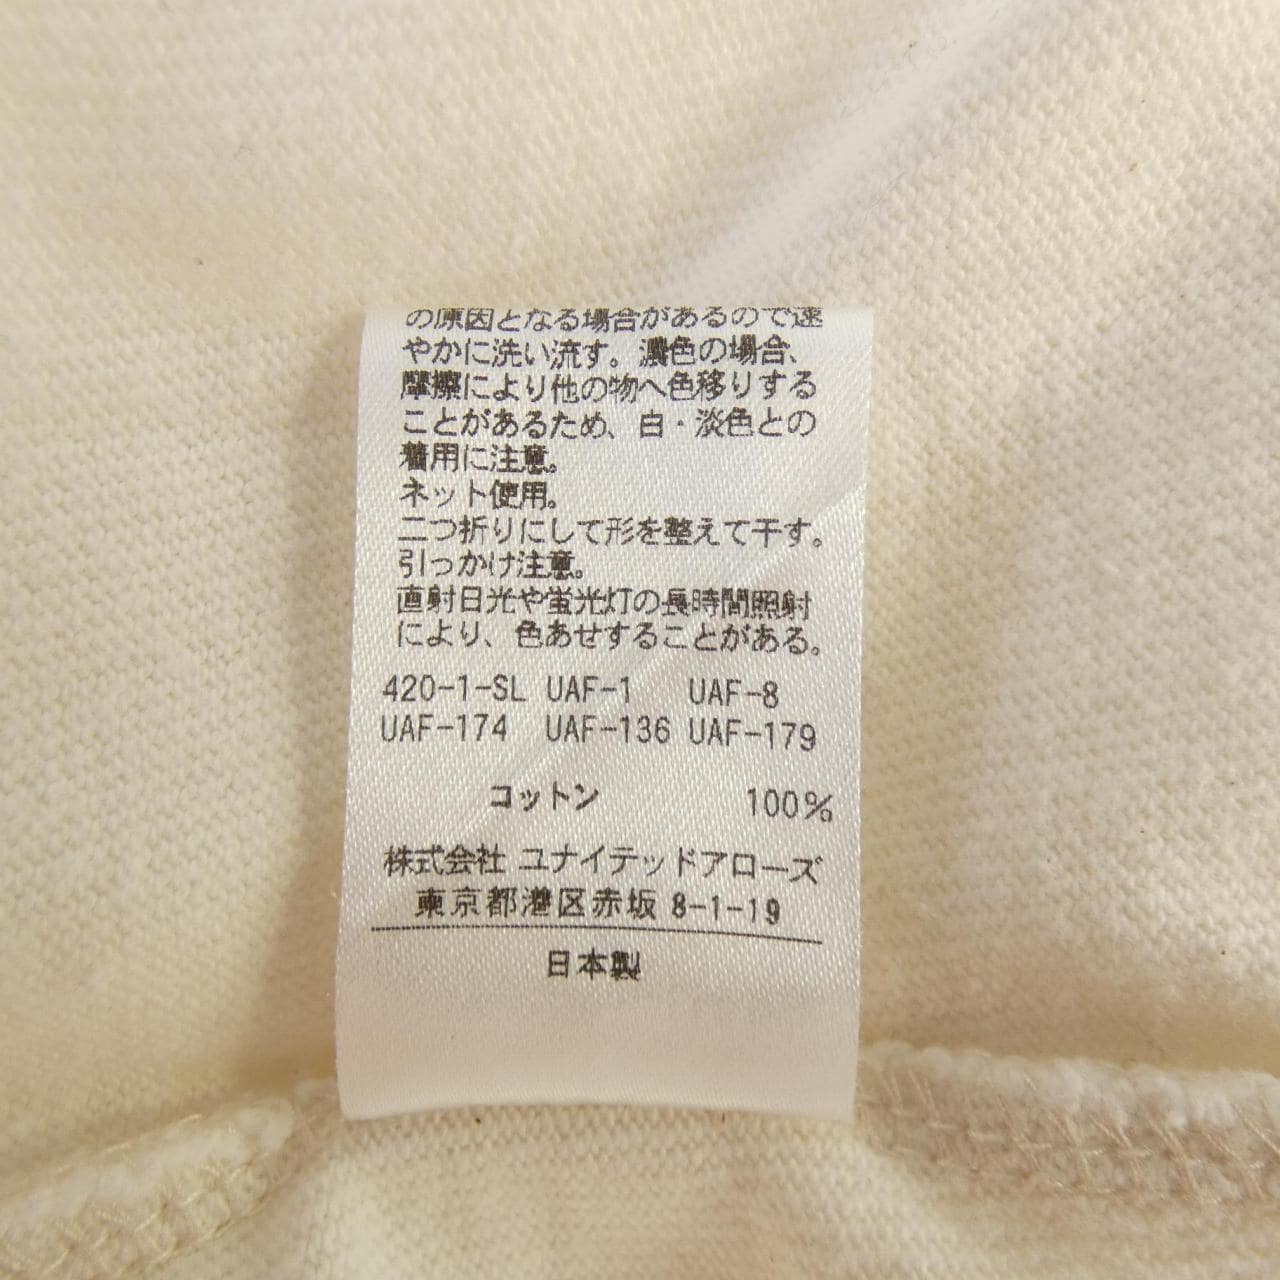 の原因となる場合があるので速
やかに洗い流す。濃色の場合、
摩擦により他の物へ色移りする
ことがあるため、白・淡色との
着用に注意。
ネット使用。
二つ折りにして形を整えて干す。
引っかけ注意。
直射日光や蛍光灯の長時間照射
により、色あせすることがある。
420-1-SL UAF-1 UAF-8
UAF-174 UAF-136 UAF-179
コットン 100%
株式会社 ユナイテッドアローズ
東京都港区赤坂 8-1-19
日本製